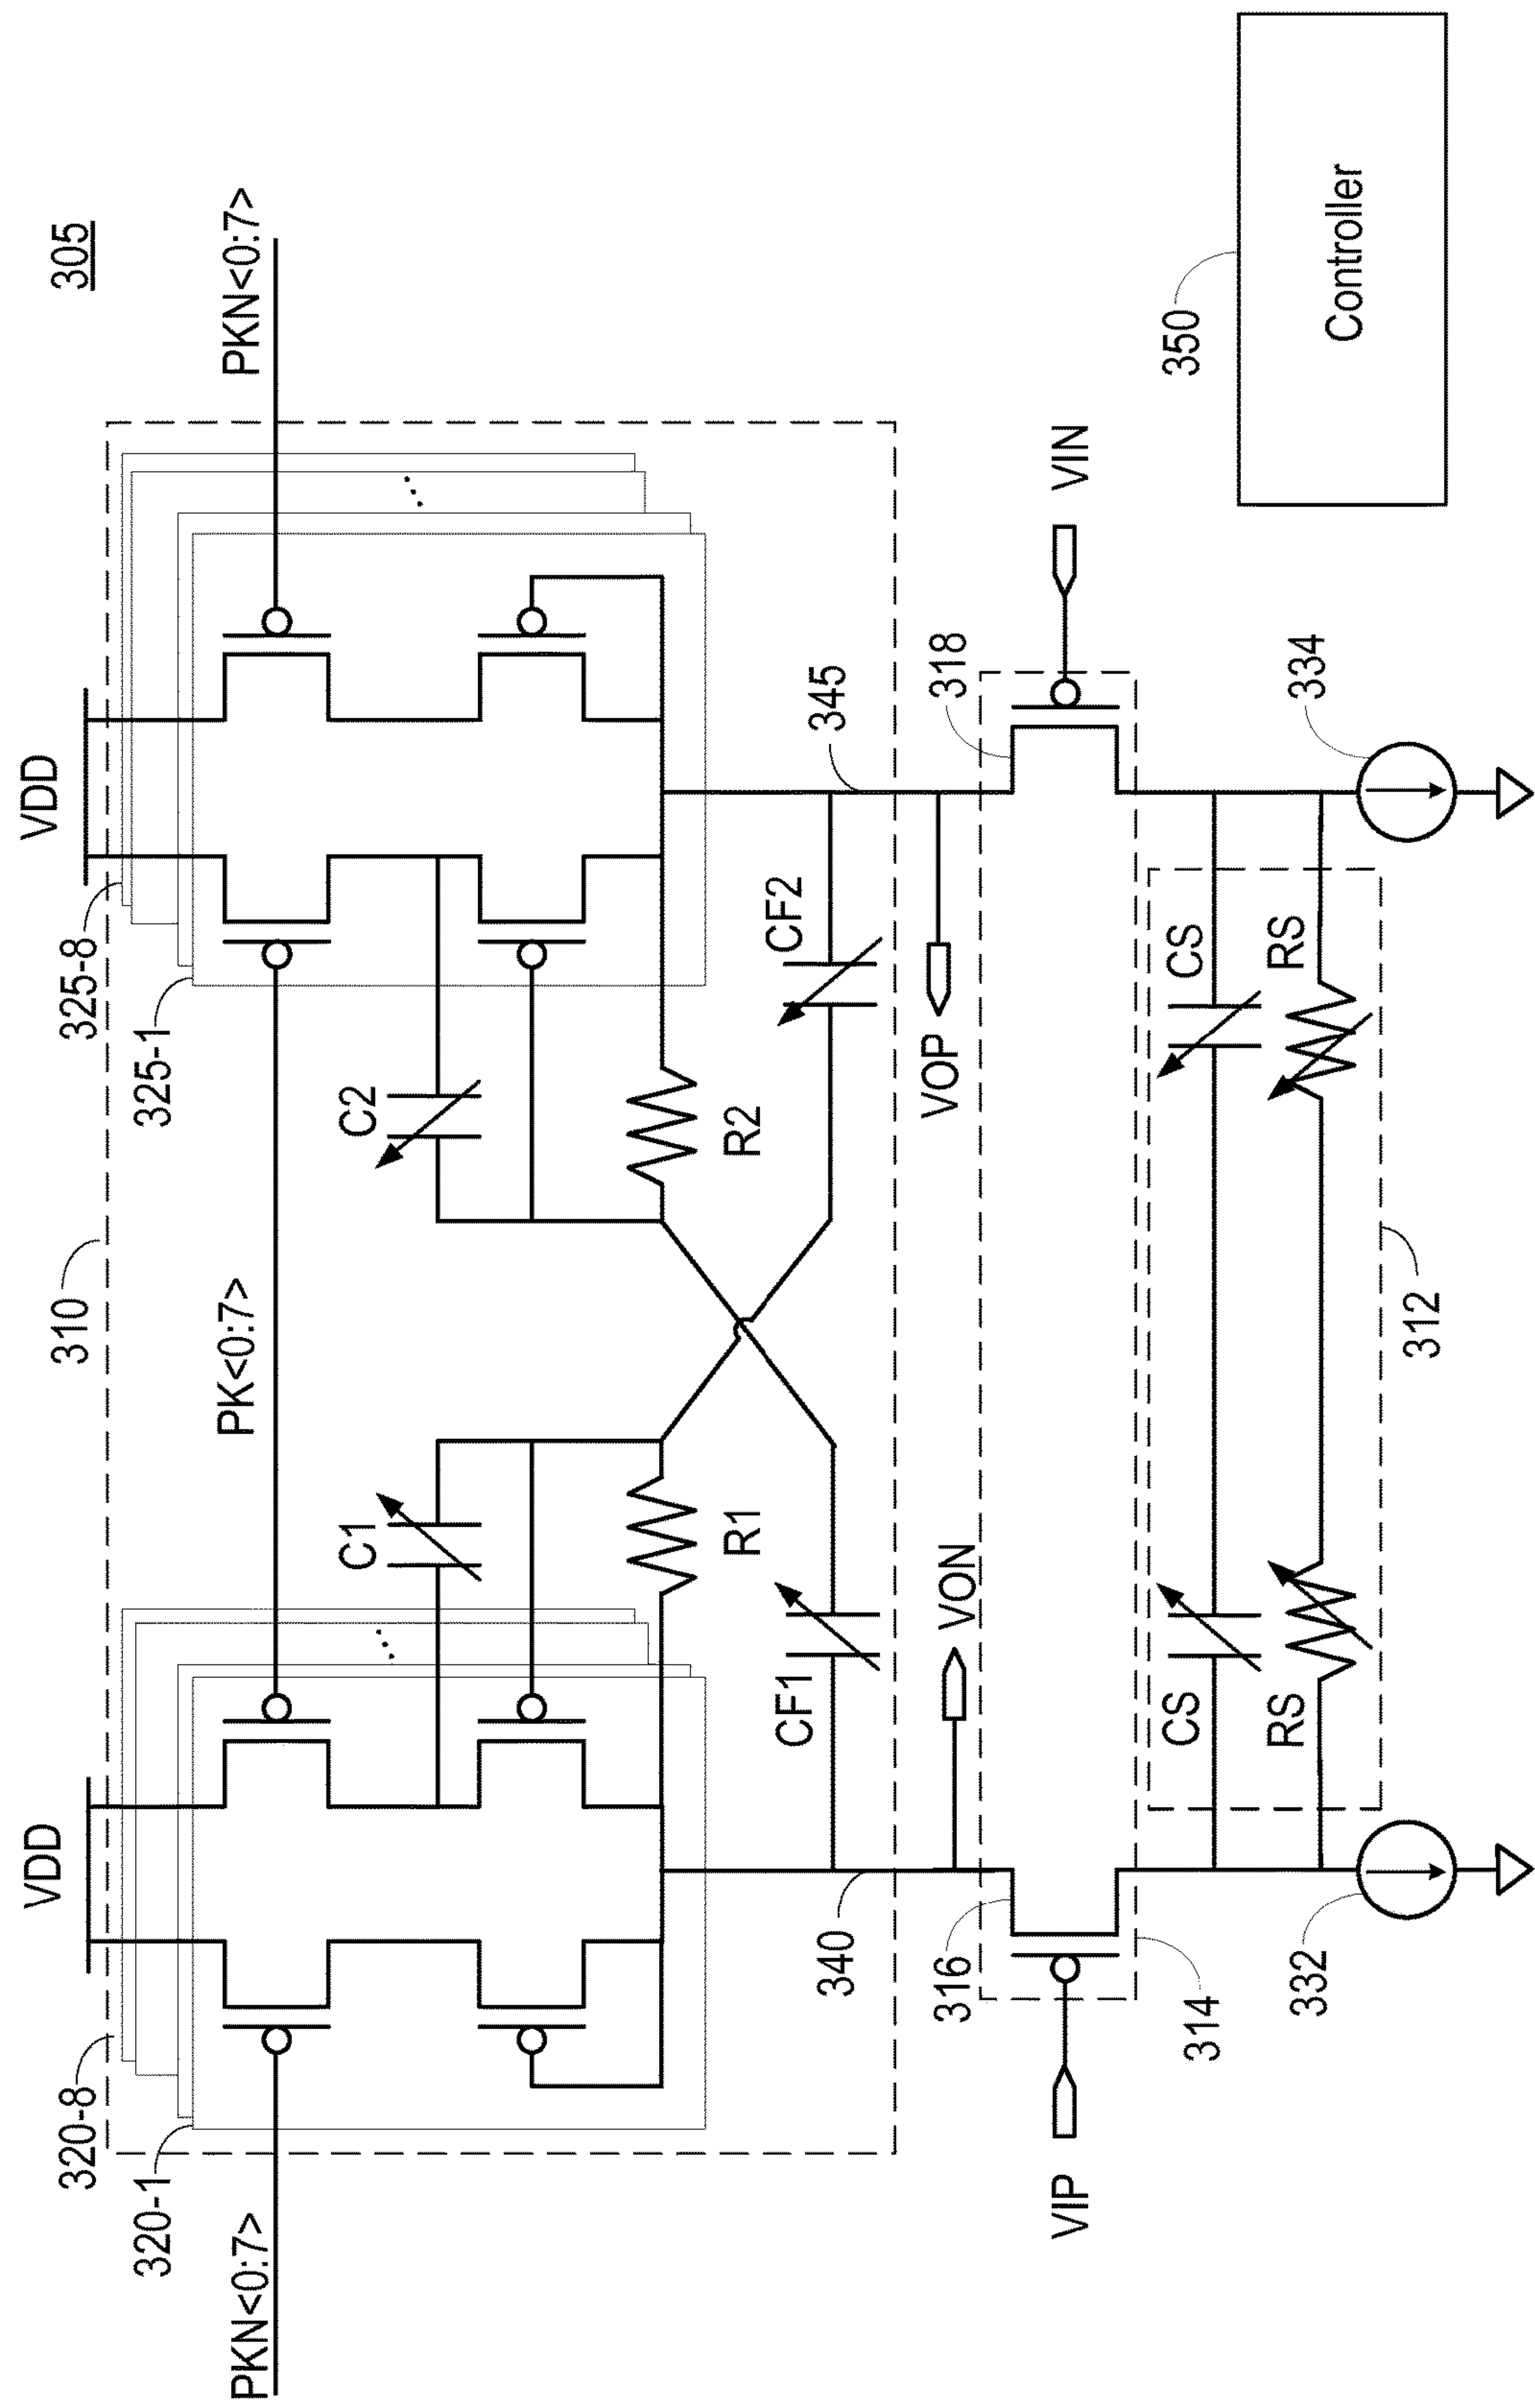 305
VDD
VDD
320-8
310
325-8
320-1
325-1
PKN<0:7>
PK<0:7>
PKN<0:7>
C1
C2
R1
R2
CF1
CF2
340
345
316
VON
VOP
318
VIP
VIN
314
CS
CS
350
332
RS
RS
334
Controller
312